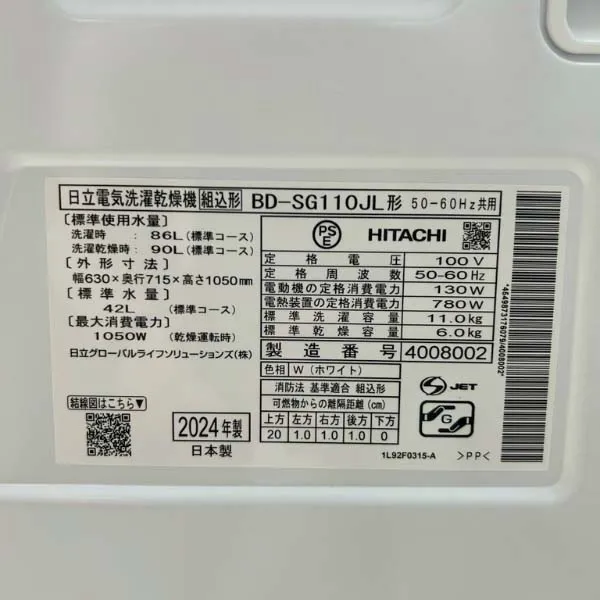 日立電気洗濯乾燥機 組込形 BD-SG110JL形 50-60Hz共用
［標準使用水量］
洗濯時 : 86L(標準コース)
洗濯乾燥時 : 90L(標準コース)
［外形寸法］
幅630×奥行715×高さ1050mm
［標準水量］
42L (標準コース)
［最大消費電力］
1050W (乾燥運転時)
日立グローバルライフソリューションズ(株)
PS E HITACHI
定格電圧 100V
定格周波数 50-60Hz
電動機の定格消費電力 130W
電熱装置の定格消費電力 780W
標準洗濯容量 11.0kg
標準乾燥容量 6.0kg
製造番号 4008002
色相 W (ホワイト)
消防法 基準適合 組込形
可燃物からの離隔距離(cm)
上方 左方 右方 後方 下方
20 1.0 1.0 1.0 0
S JET
G
結線図はこちら▼
2024年製
日本製
1L92F0315-A >PP<